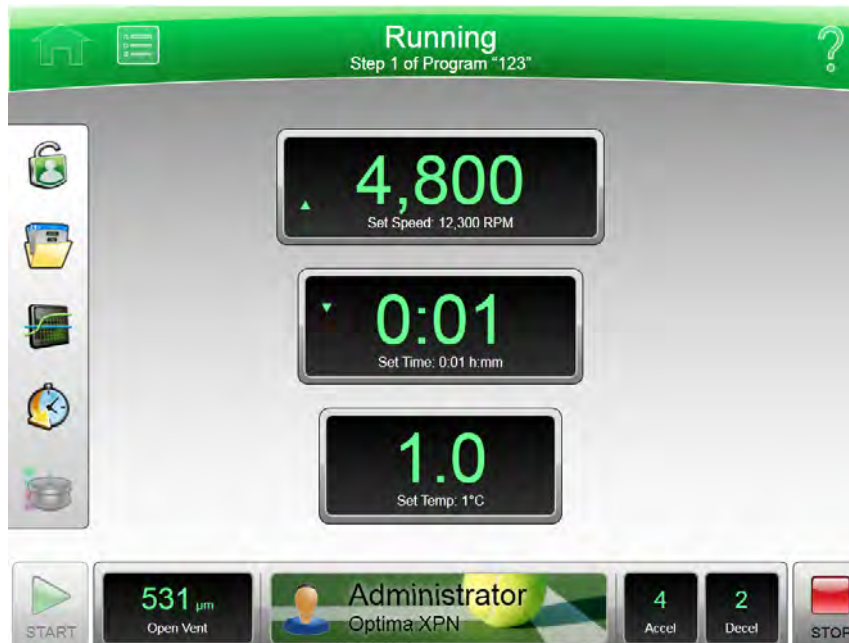 Running
Step 1 of Program “123”
4,800
Set Speed: 12,300 RPM
0:01
Set Time: 0:01 h:mm
1.0
Set Temp: 1°C
START
531 µm
Open Vent
Administrator
Optima XPN
4
Accel
2
Decel
STOP